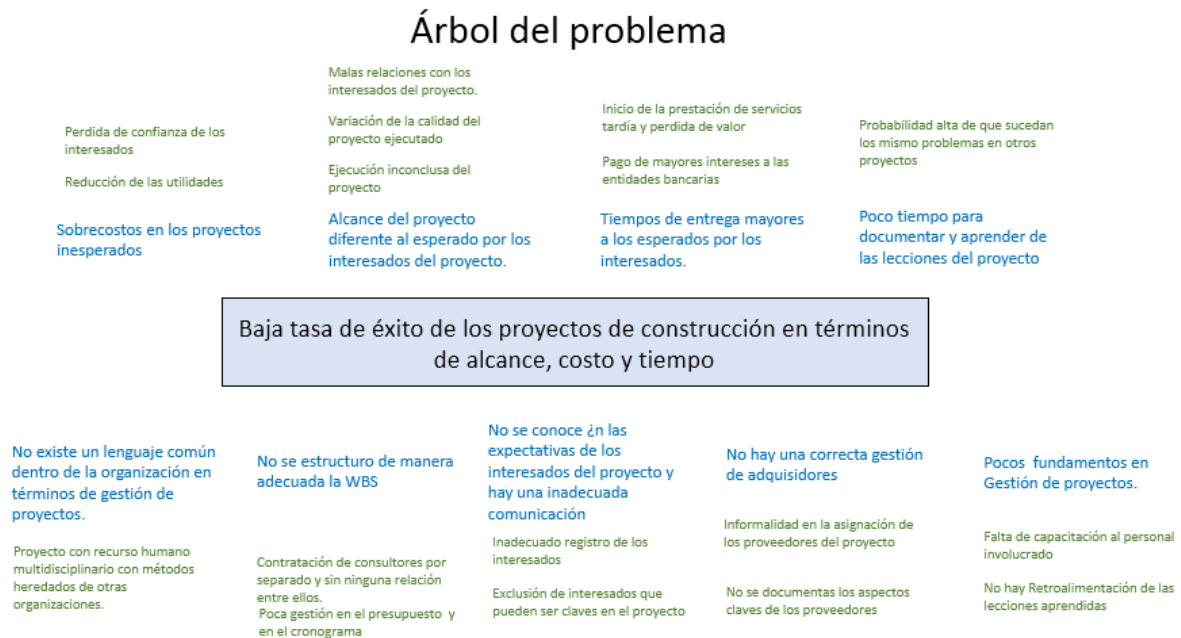 Árbol del problema
Perdida de confianza de los
interesados
Reducción de las utilidades
Sobrecostos en los proyectos
inesperados
Malas relaciones con los
interesados del proyecto.
Variación de la calidad del
proyecto ejecutado
Ejecución inconclusa del
proyecto
Alcance del proyecto
diferente al esperado por los
interesados del proyecto.
Inicio de la prestación de servicios
tardía y perdida de valor
Pago de mayores intereses a las
entidades bancarias
Tiempos de entrega mayores
a los esperados por los
interesados.
Probabilidad alta de que sucedan
los mismo problemas en otros
proyectos
Poco tiempo para
documentar y aprender de
las lecciones del proyecto
Baja tasa de éxito de los proyectos de construcción en términos
de alcance, costo y tiempo
No existe un lenguaje común
dentro de la organización en
términos de gestión de
proyectos.
Proyecto con recurso humano
multidisciplinario con métodos
heredados de otras
organizaciones.
No se estructuro de manera
adecuada la WBS
Contratación de consultores por
separado y sin ninguna relación
entre ellos.
Poca gestión en el presupuesto y
en el cronograma
No se conoce ¿n las
expectativas de los
interesados del proyecto y
hay una inadecuada
comunicación
Inadecuado registro de los
interesados
Exclusión de interesados que
pueden ser claves en el proyecto
No hay una correcta gestión
de adquisidores
Informalidad en la asignación de
los proveedores del proyecto
No se documentas los aspectos
claves de los proveedores
Pocos fundamentos en
Gestión de proyectos.
Falta de capacitación al personal
involucrado
No hay Retroalimentación de las
lecciones aprendidas